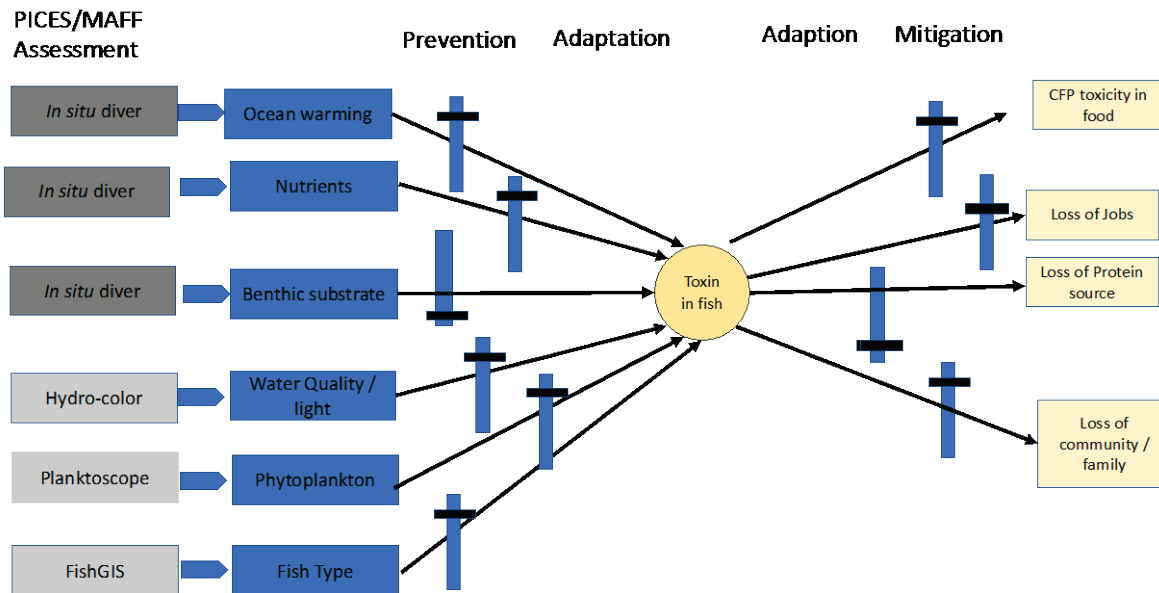 PICES/MAFF
Assessment
Prevention
Adaptation
Adaption
Mitigation
In situ diver
Ocean warming
CFP toxicity in
food
In situ diver
Nutrients
Loss of Jobs
In situ diver
Benthic substrate
Toxin
in fish
Loss of Protein
source
Hydro-color
Water Quality /
light
Loss of
community /
family
Planktoscope
Phytoplankton
FishGIS
Fish Type